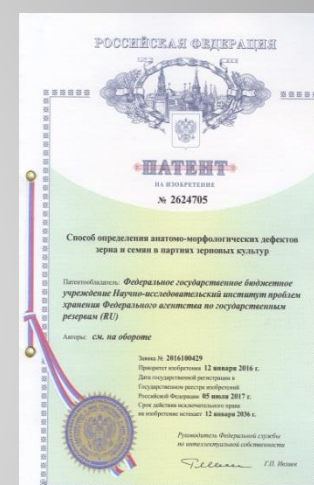 РОССИЙСКАЯ ФЕДЕРАЦИЯ
ПАТЕНТ
НА ИЗОБРЕТЕНИЕ
№ 2624705
Способ определения анатомо-морфологических дефектов
зерна и семян в партиях зерновых культур
Патентообладатель: Федеральное государственное бюджетное
учреждение Научно-исследовательский институт проблем
хранения Федерального агентства по государственным
резервам (RU)
Авторы: см. на обороте
Заявка № 2016100429
Приоритет изобретения 12 января 2016 г.
Дата государственной регистрации в
Государственном реестре изобретений
Российской Федерации 05 июля 2017 г.
Срок действия исключительного права
на изобретение истекает 12 января 2036 г.
Руководитель Федеральной службы
по интеллектуальной собственности
Г.П. Ивлиев